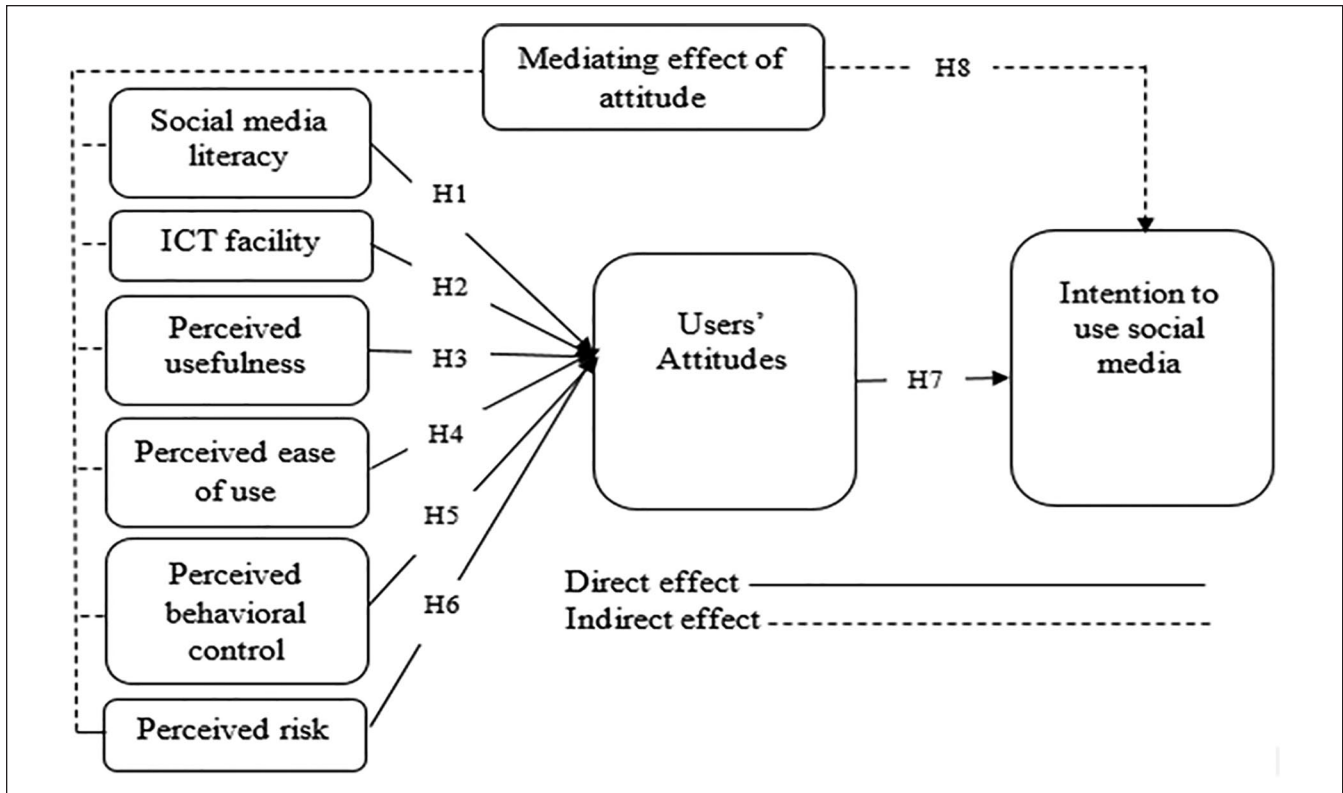 Mediating effect of
attitude
H8
Social media
literacy
H1
ICT facility
H2
Perceived
usefulness
H3
Perceived ease
of use
H4
Perceived
behavioral
control
H5
Perceived risk
H6
Users’
Attitudes
H7
Intention to
use social
media
Direct effect
Indirect effect